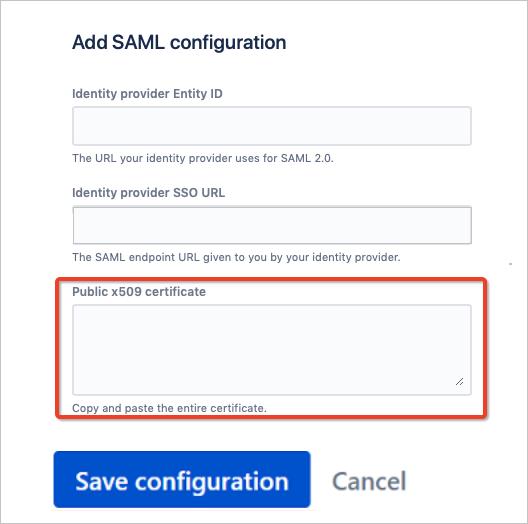 Add SAML configuration
Identity provider Entity ID
The URL your identity provider uses for SAML 2.0.
Identity provider SSO URL
The SAML endpoint URL given to you by your identity provider.
Public x509 certificate
Copy and paste the entire certificate.
Save configuration Cancel